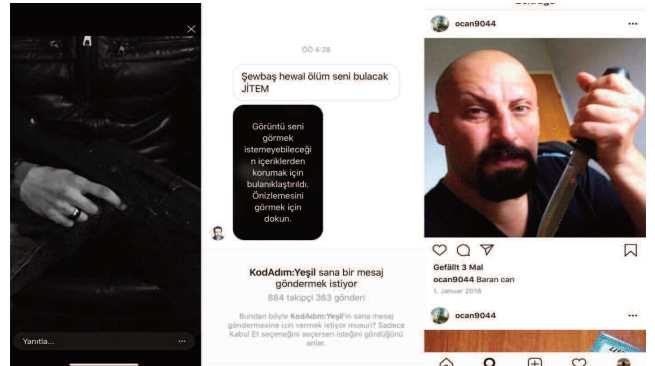 Yanıtla...
GÖ 4:28
Şewbaş hewal ölüm seni bulacak
JİTEM
Görüntü seni
görmek
istemeyebileceği
n içeriklerden
korumak için
bulanıklaştırıldı.
Önizlemesini
görmek için
dokun.
KodAdım:Yeşil sana bir mesaj
göndermek istiyor
884 takipçi 363 gönderi
Bundan böyle KodAdım:Yeşil'in sana mesaj
göndermesine izin vermek istiyor musun? Sadece
Kabul Et seçeneğini seçersen isteğini gördüğünü
anlar.
ocan9044
Gefällt 3 Mal
ocan9044 Baran can
1. Januar 2018
ocan9044